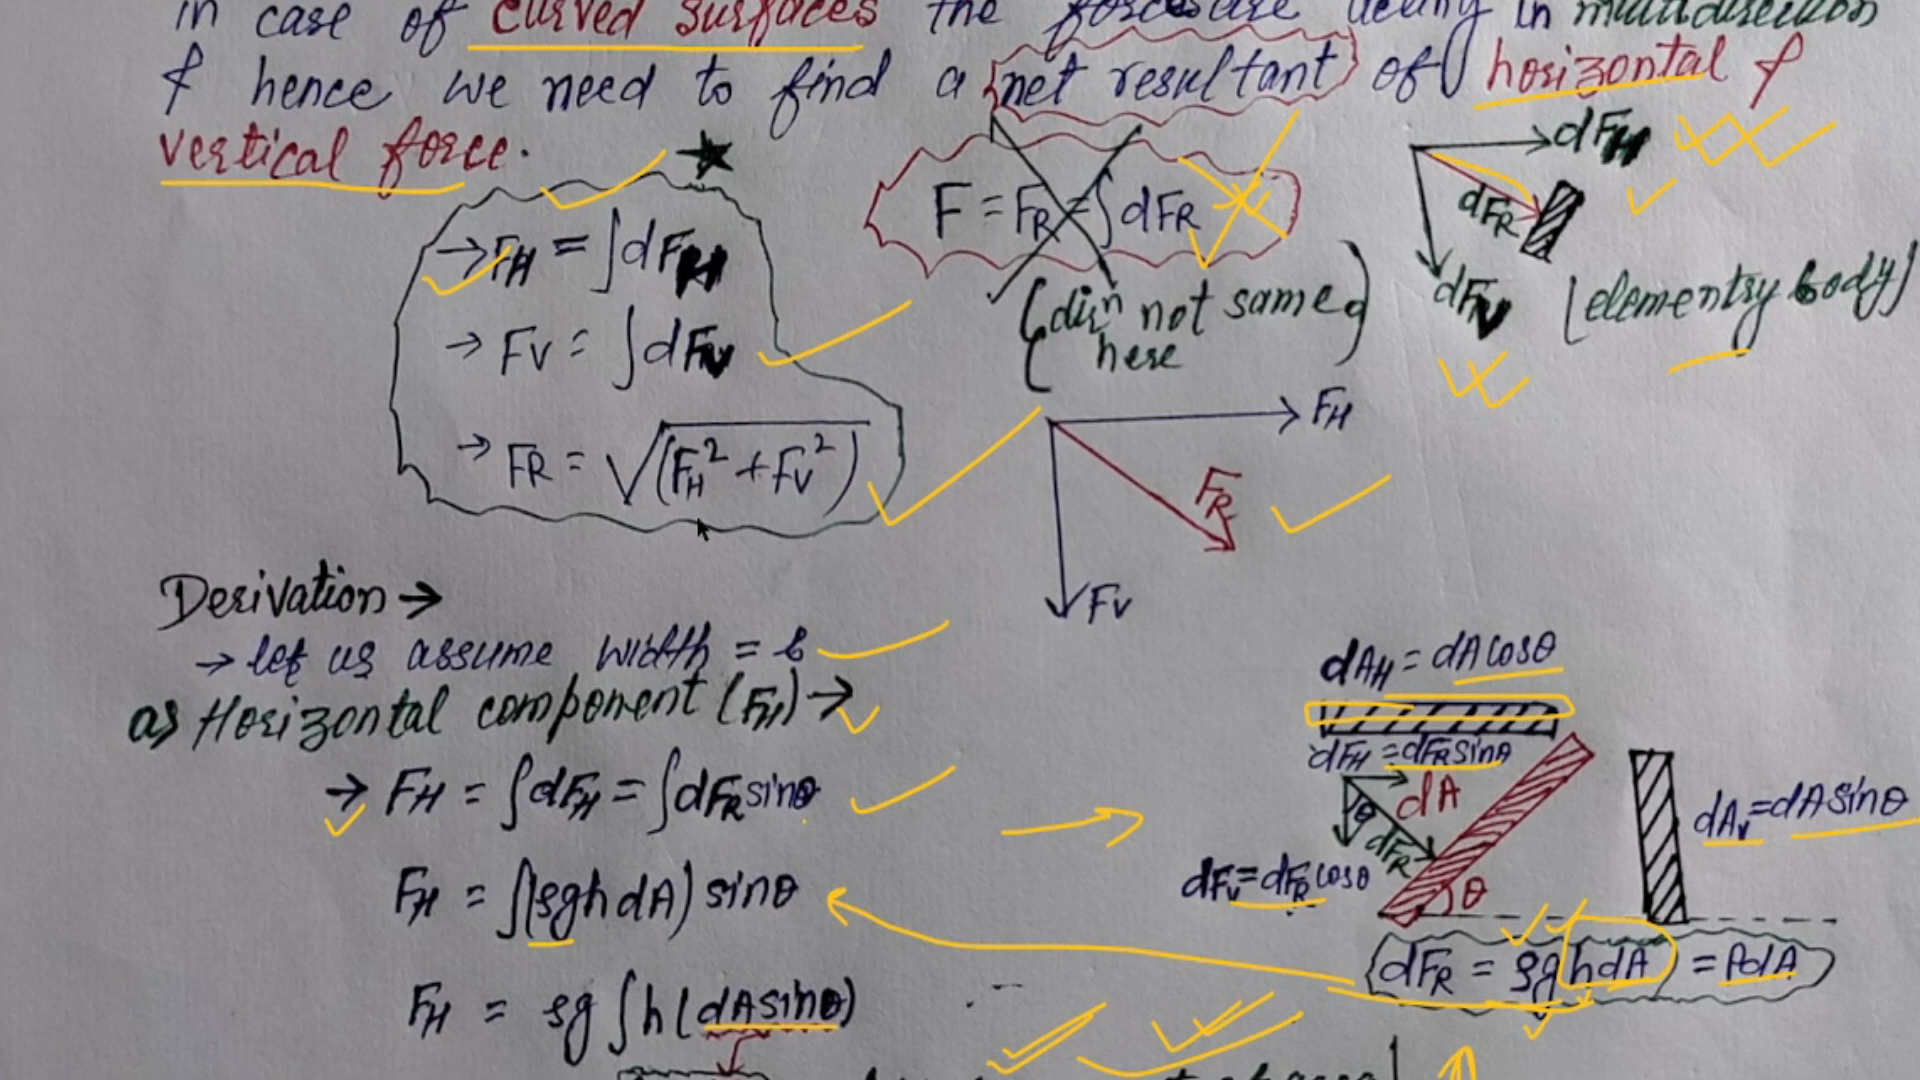 in case of curved surfaces the forces are acting in multidirection
& hence we need to find a net resultant of horizontal &
vertical force.
→ FH = ∫dFH
→ FV = ∫dFV
→ FR = √(FH² + FV²)
F = FR = ∫dFR
(dirn not same here)
dFH
dFR
dFV
(elementry body)
FH
FR
FV
Derivation →
→ let us assume width = b
a) Horizontal component (FH) →
→ FH = ∫dFH = ∫dFR sinθ
FH = ∫(ρgh dA) sinθ
FH = ρg ∫h (dA sinθ)
dAH = dA cosθ
dFH = dFR sinθ
dA
θ
dFR
dFV = dFR cosθ
θ
dAV = dA sinθ
dFR = ρg hdA = PdA